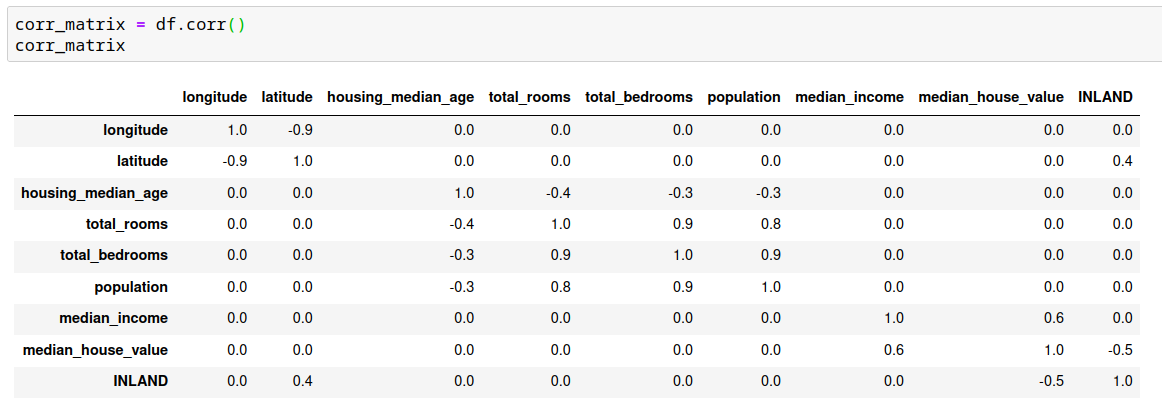 corr_matrix = df.corr()
corr_matrix
longitude latitude housing_median_age total_rooms total_bedrooms population median_income median_house_value INLAND
longitude 1.0 -0.9 0.0 0.0 0.0 0.0 0.0 0.0 0.0
latitude -0.9 1.0 0.0 0.0 0.0 0.0 0.0 0.0 0.4
housing_median_age 0.0 0.0 1.0 -0.4 -0.3 -0.3 0.0 0.0 0.0
total_rooms 0.0 0.0 -0.4 1.0 0.9 0.8 0.0 0.0 0.0
total_bedrooms 0.0 0.0 -0.3 0.9 1.0 0.9 0.0 0.0 0.0
population 0.0 0.0 -0.3 0.8 0.9 1.0 0.0 0.0 0.0
median_income 0.0 0.0 0.0 0.0 0.0 0.0 1.0 0.6 0.0
median_house_value 0.0 0.0 0.0 0.0 0.0 0.0 0.6 1.0 -0.5
INLAND 0.0 0.4 0.0 0.0 0.0 0.0 0.0 -0.5 1.0